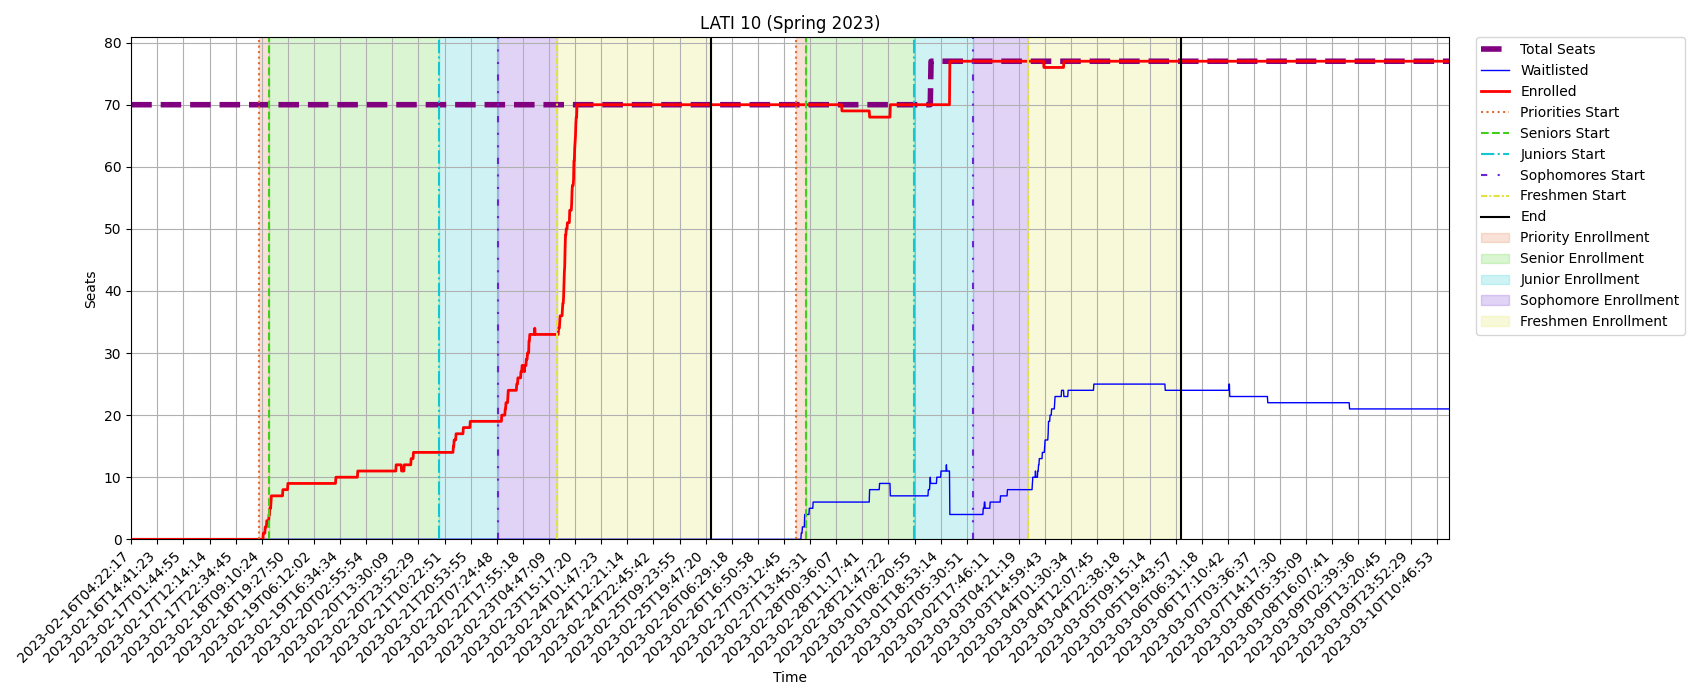 LATI 10 (Spring 2023)
Seats
80
70
60
50
40
30
20
10
0
2023-02-16T04:22:17
2023-02-16T14:41:23
2023-02-17T01:44:55
2023-02-17T12:14:14
2023-02-17T22:34:45
2023-02-18T09:10:24
2023-02-18T19:27:50
2023-02-19T06:12:02
2023-02-19T16:34:34
2023-02-20T02:55:54
2023-02-20T13:30:09
2023-02-20T23:52:29
2023-02-21T10:22:51
2023-02-21T20:53:55
2023-02-22T07:24:48
2023-02-22T17:55:18
2023-02-23T04:47:09
2023-02-23T15:17:20
2023-02-24T01:47:23
2023-02-24T12:21:14
2023-02-24T22:45:42
2023-02-25T09:23:55
2023-02-25T19:47:20
2023-02-26T06:29:18
2023-02-26T16:50:58
2023-02-27T03:12:45
2023-02-27T13:45:31
2023-02-28T00:36:07
2023-02-28T11:17:41
2023-02-28T21:47:22
2023-03-01T08:20:55
2023-03-01T18:53:14
2023-03-02T05:30:51
2023-03-02T17:46:11
2023-03-03T04:21:19
2023-03-03T14:59:43
2023-03-04T01:30:34
2023-03-04T12:07:45
2023-03-04T22:38:18
2023-03-05T09:15:14
2023-03-05T19:43:57
2023-03-06T06:31:18
2023-03-06T17:10:42
2023-03-07T03:36:37
2023-03-07T14:17:30
2023-03-08T05:35:09
2023-03-08T16:07:41
2023-03-09T02:39:36
2023-03-09T13:20:45
2023-03-09T23:52:29
2023-03-10T10:46:53
Time
Total Seats
Waitlisted
Enrolled
Priorities Start
Seniors Start
Juniors Start
Sophomores Start
Freshmen Start
End
Priority Enrollment
Senior Enrollment
Junior Enrollment
Sophomore Enrollment
Freshmen Enrollment